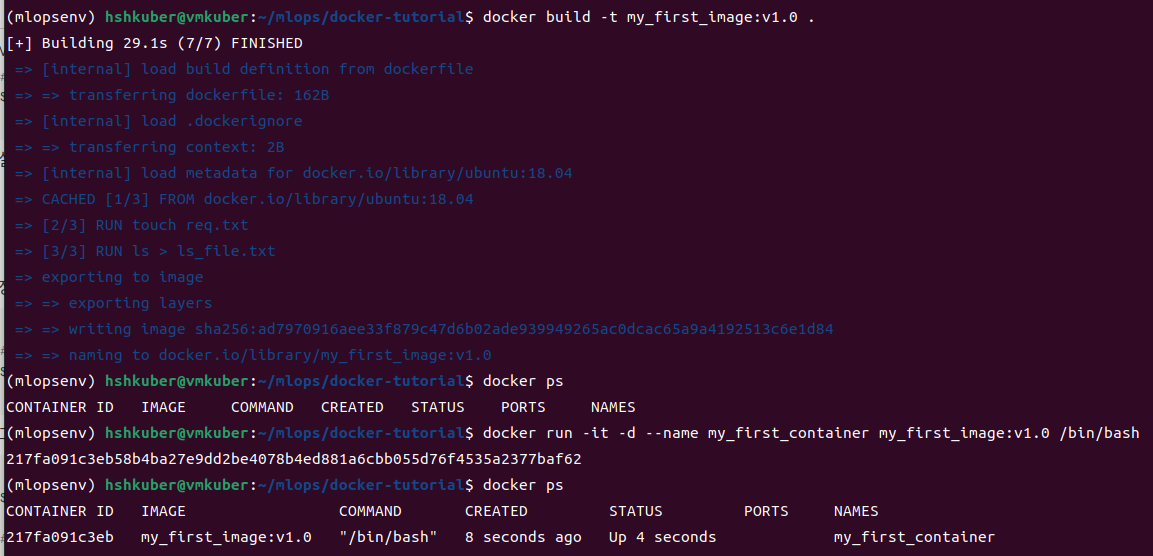 (mlopsenv) hshkuber@vmkuber:~/mlops/docker-tutorial$ docker build -t my_first_image:v1.0 .
[+] Building 29.1s (7/7) FINISHED
=> [internal] load build definition from dockerfile
=> => transferring dockerfile: 162B
=> [internal] load .dockerignore
=> => transferring context: 2B
=> [internal] load metadata for docker.io/library/ubuntu:18.04
=> CACHED [1/3] FROM docker.io/library/ubuntu:18.04
=> [2/3] RUN touch req.txt
=> [3/3] RUN ls > ls_file.txt
=> exporting to image
=> => exporting layers
=> => writing image sha256:ad7970916aee33f879c47d6b02ade939949265ac0dcac65a9a4192513c6e1d84
=> => naming to docker.io/library/my_first_image:v1.0
(mlopsenv) hshkuber@vmkuber:~/mlops/docker-tutorial$ docker ps
CONTAINER ID   IMAGE     COMMAND   CREATED   STATUS    PORTS     NAMES
(mlopsenv) hshkuber@vmkuber:~/mlops/docker-tutorial$ docker run -it -d --name my_first_container my_first_image:v1.0 /bin/bash
217fa091c3eb58b4ba27e9dd2be4078b4ed881a6cbb055d76f4535a2377baf62
(mlopsenv) hshkuber@vmkuber:~/mlops/docker-tutorial$ docker ps
CONTAINER ID   IMAGE                 COMMAND       CREATED         STATUS         PORTS     NAMES
217fa091c3eb   my_first_image:v1.0   "/bin/bash"   8 seconds ago   Up 4 seconds             my_first_container